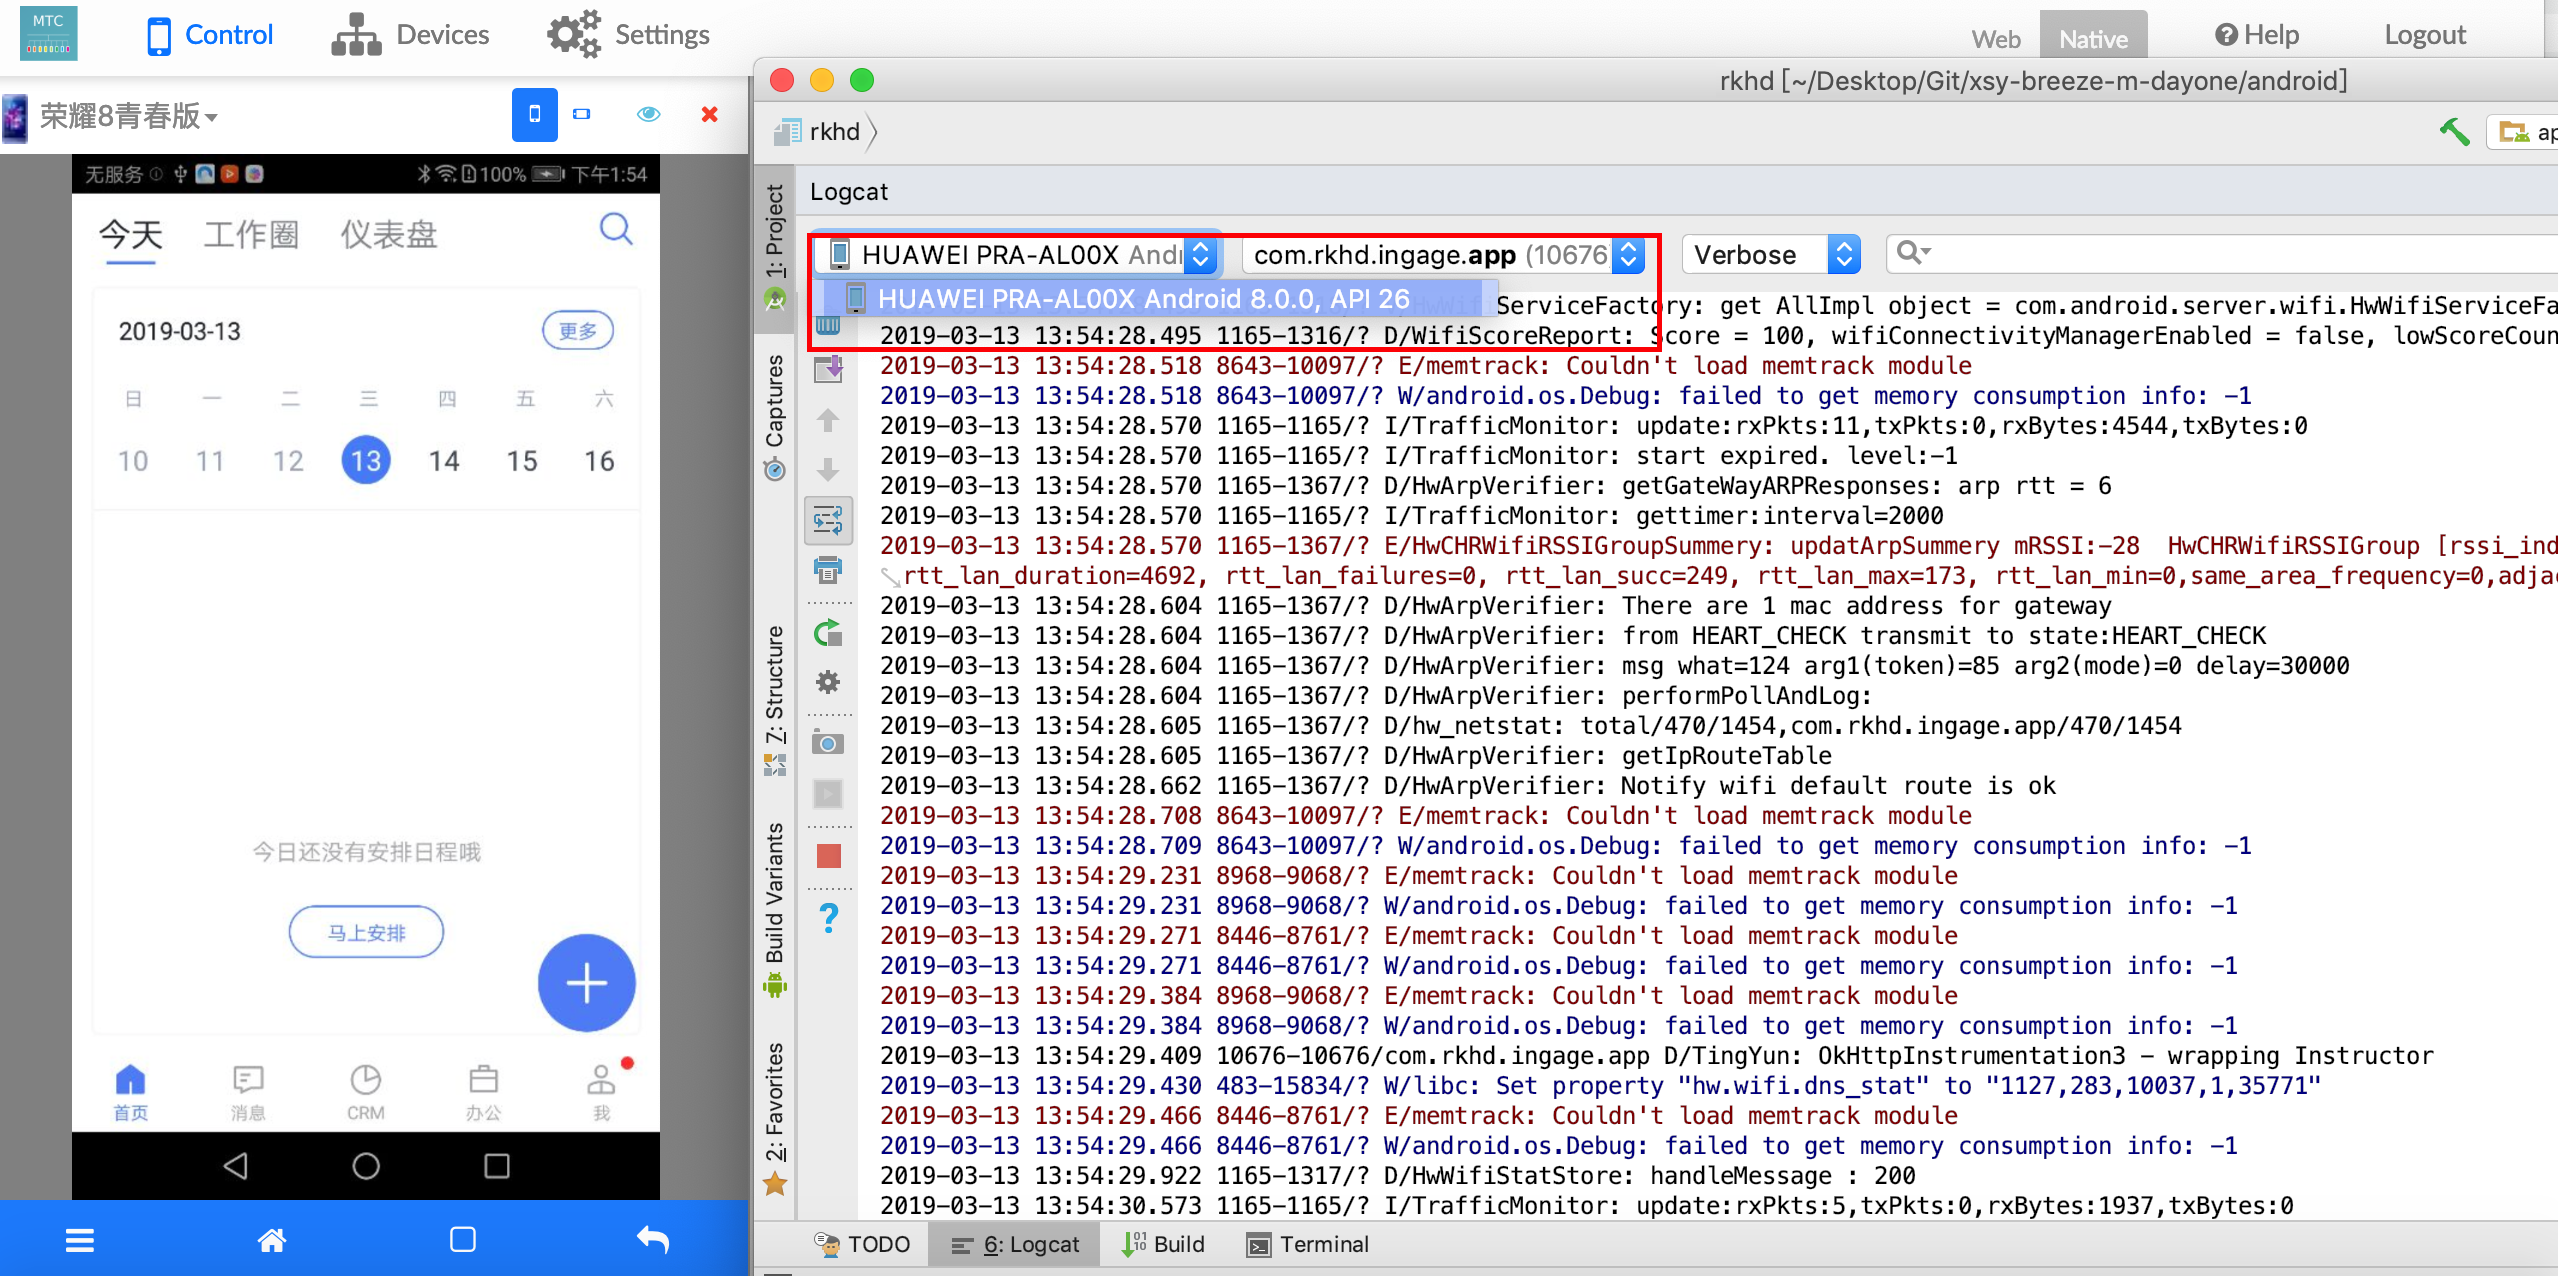 MTC
Control
Devices
Settings
Web
Native
Help
Logout
荣耀8青春版
无服务
100%
下午1:54
今天
工作圈
仪表盘
2019-03-13
更多
日 一 二 三 四 五 六
10 11 12 13 14 15 16
今日还没有安排日程哦
马上安排
首页
消息
CRM
办公
我
rkhd [~/Desktop/Git/xsy-breeze-m-dayone/android]
rkhd
ap
Logcat
1: Project
Captures
7: Structure
Build Variants
2: Favorites
HUAWEI PRA-AL00X Andr
com.rkhd.ingage.app (10676)
Verbose
HUAWEI PRA-AL00X Android 8.0.0, API 26
ServiceFactory: get AllImpl object = com.android.server.wifi.HwWifiServiceFa
2019-03-13 13:54:28.495 1165-1316/? D/WifiScoreReport: Score = 100, wifiConnectivityManagerEnabled = false, lowScoreCoun
2019-03-13 13:54:28.518 8643-10097/? E/memtrack: Couldn't load memtrack module
2019-03-13 13:54:28.518 8643-10097/? W/android.os.Debug: failed to get memory consumption info: -1
2019-03-13 13:54:28.570 1165-1165/? I/TrafficMonitor: update:rxPkts:11,txPkts:0,rxBytes:4544,txBytes:0
2019-03-13 13:54:28.570 1165-1165/? I/TrafficMonitor: start expired. level:-1
2019-03-13 13:54:28.570 1165-1367/? D/HwArpVerifier: getGateWayARPResponses: arp rtt = 6
2019-03-13 13:54:28.570 1165-1165/? I/TrafficMonitor: gettimer:interval=2000
2019-03-13 13:54:28.570 1165-1367/? E/HwCHRWifiRSSIGroupSummery: updatArpSummery mRSSI:-28  HwCHRWifiRSSIGroup [rssi_ind
rtt_lan_duration=4692, rtt_lan_failures=0, rtt_lan_succ=249, rtt_lan_max=173, rtt_lan_min=0,same_area_frequency=0,adjac
2019-03-13 13:54:28.604 1165-1367/? D/HwArpVerifier: There are 1 mac address for gateway
2019-03-13 13:54:28.604 1165-1367/? D/HwArpVerifier: from HEART_CHECK transmit to state:HEART_CHECK
2019-03-13 13:54:28.604 1165-1367/? D/HwArpVerifier: msg what=124 arg1(token)=85 arg2(mode)=0 delay=30000
2019-03-13 13:54:28.604 1165-1367/? D/HwArpVerifier: performPollAndLog:
2019-03-13 13:54:28.605 1165-1367/? D/hw_netstat: total/470/1454,com.rkhd.ingage.app/470/1454
2019-03-13 13:54:28.605 1165-1367/? D/HwArpVerifier: getIpRouteTable
2019-03-13 13:54:28.662 1165-1367/? D/HwArpVerifier: Notify wifi default route is ok
2019-03-13 13:54:28.708 8643-10097/? E/memtrack: Couldn't load memtrack module
2019-03-13 13:54:28.709 8643-10097/? W/android.os.Debug: failed to get memory consumption info: -1
2019-03-13 13:54:29.231 8968-9068/? E/memtrack: Couldn't load memtrack module
2019-03-13 13:54:29.231 8968-9068/? W/android.os.Debug: failed to get memory consumption info: -1
2019-03-13 13:54:29.271 8446-8761/? E/memtrack: Couldn't load memtrack module
2019-03-13 13:54:29.271 8446-8761/? W/android.os.Debug: failed to get memory consumption info: -1
2019-03-13 13:54:29.384 8968-9068/? E/memtrack: Couldn't load memtrack module
2019-03-13 13:54:29.384 8968-9068/? W/android.os.Debug: failed to get memory consumption info: -1
2019-03-13 13:54:29.409 10676-10676/com.rkhd.ingage.app D/TingYun: OkHttpInstrumentation3 - wrapping Instructor
2019-03-13 13:54:29.430 483-15834/? W/libc: Set property "hw.wifi.dns_stat" to "1127,283,10037,1,35771"
2019-03-13 13:54:29.466 8446-8761/? E/memtrack: Couldn't load memtrack module
2019-03-13 13:54:29.466 8446-8761/? W/android.os.Debug: failed to get memory consumption info: -1
2019-03-13 13:54:29.922 1165-1317/? D/HwWifiStatStore: handleMessage : 200
2019-03-13 13:54:30.573 1165-1165/? I/TrafficMonitor: update:rxPkts:5,txPkts:0,rxBytes:1937,txBytes:0
TODO
6: Logcat
Build
Terminal